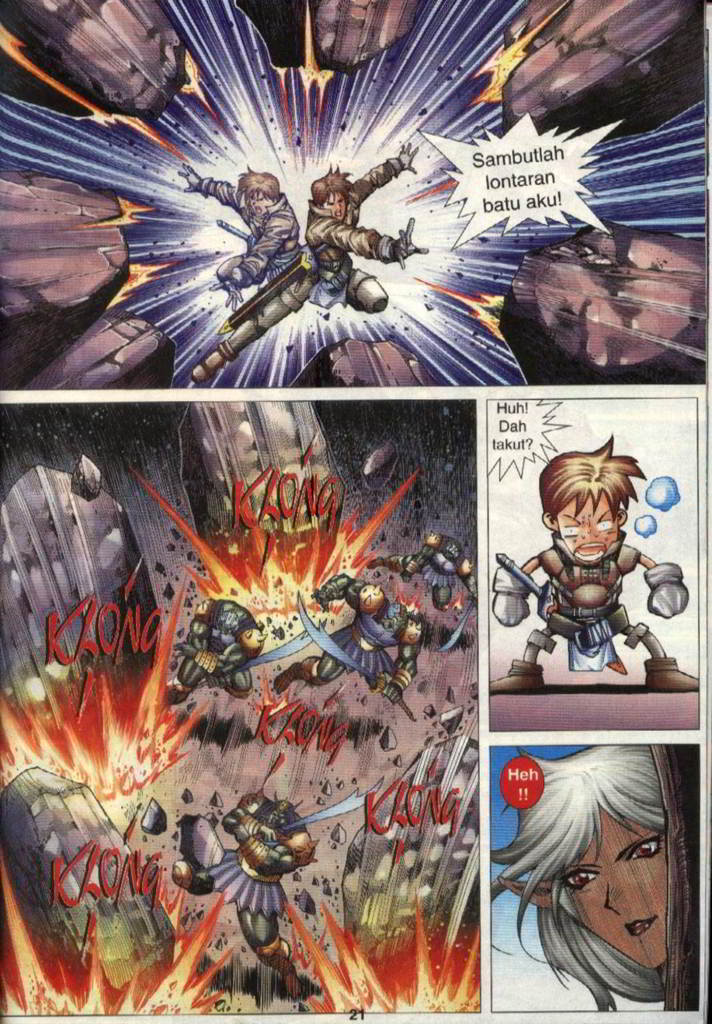 Sambutlah
lontaran
batu aku!
Huh!
Dah
takut?
KLONG
KLONG
KLONG
KLONG
KLONG
Heh
!!
21